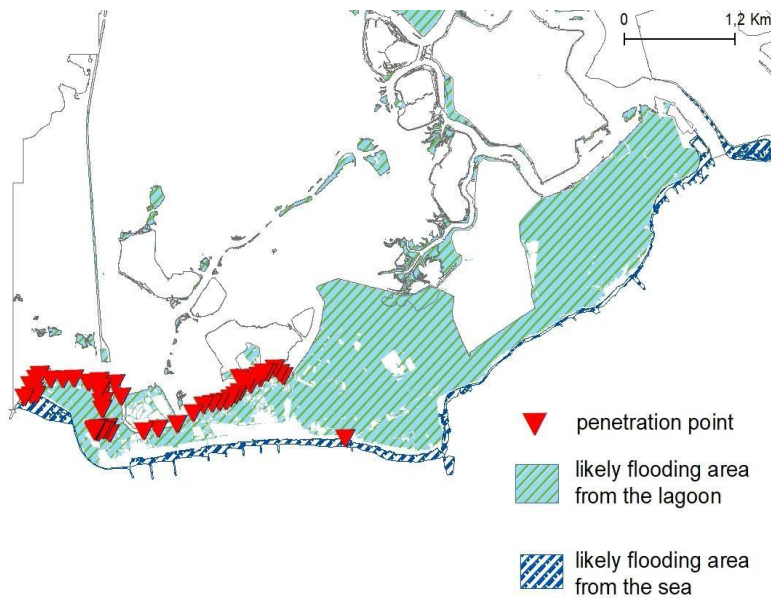 0 1,2 Km
penetration point
likely flooding area
from the lagoon
likely flooding area
from the sea